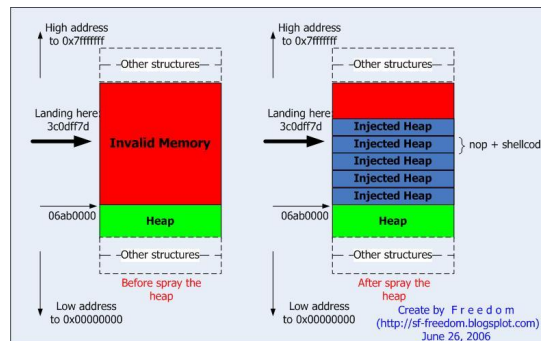 High address
to 0x7fffffff
Other structures
Landing here:
3c0dff7d
Invalid Memory
06ab0000
Heap
Other structures
Before spray the
heap
Low address
to 0x00000000
High address
to 0x7fffffff
Other structures
Landing here:
3c0dff7d
Injected Heap
Injected Heap
Injected Heap
Injected Heap
Injected Heap
nop + shellcod
06ab0000
Heap
Other structures
After spray the
heap
Low address
to 0x00000000
Create by F r e e d o m
(http://sf-freedom.blogsplot.com)
June 26, 2006